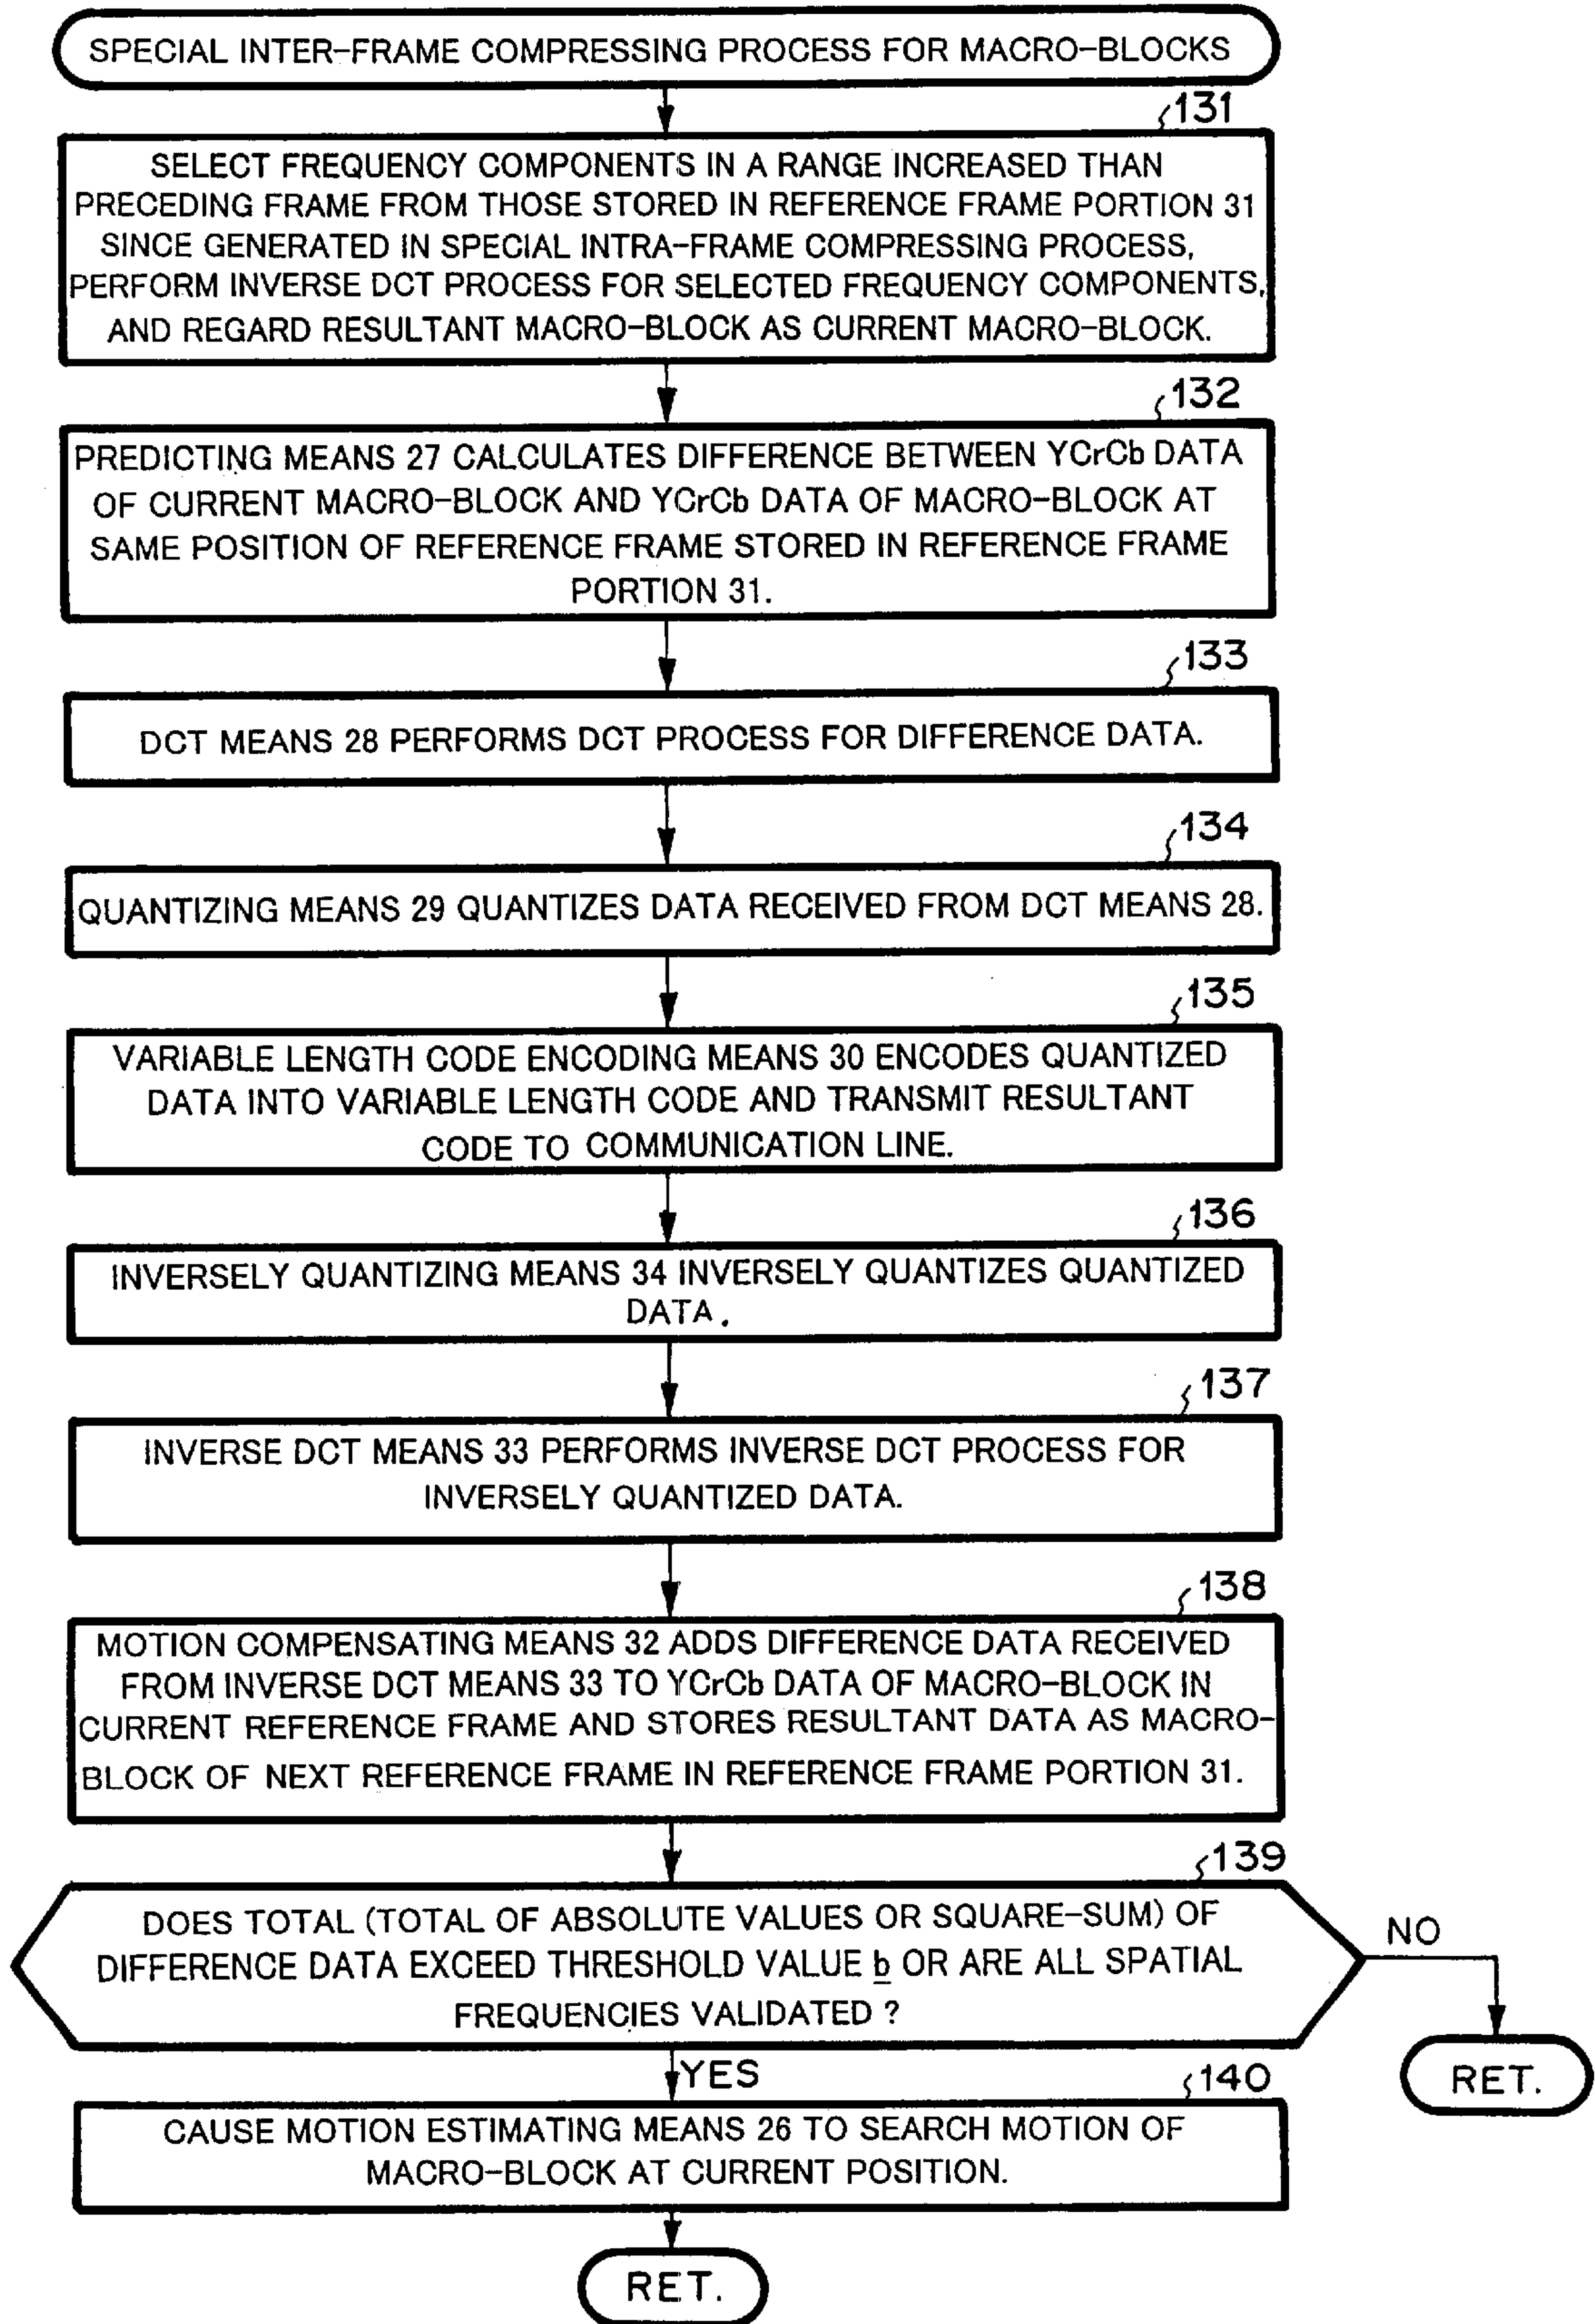 SPECIAL INTER-FRAME COMPRESSING PROCESS FOR MACRO-BLOCKS
131
SELECT FREQUENCY COMPONENTS IN A RANGE INCREASED THAN
PRECEDING FRAME FROM THOSE STORED IN REFERENCE FRAME PORTION 31
SINCE GENERATED IN SPECIAL INTRA-FRAME COMPRESSING PROCESS,
PERFORM INVERSE DCT PROCESS FOR SELECTED FREQUENCY COMPONENTS,
AND REGARD RESULTANT MACRO-BLOCK AS CURRENT MACRO-BLOCK.
132
PREDICTING MEANS 27 CALCULATES DIFFERENCE BETWEEN YCrCb DATA
OF CURRENT MACRO-BLOCK AND YCrCb DATA OF MACRO-BLOCK AT
SAME POSITION OF REFERENCE FRAME STORED IN REFERENCE FRAME
PORTION 31.
133
DCT MEANS 28 PERFORMS DCT PROCESS FOR DIFFERENCE DATA.
134
QUANTIZING MEANS 29 QUANTIZES DATA RECEIVED FROM DCT MEANS 28.
135
VARIABLE LENGTH CODE ENCODING MEANS 30 ENCODES QUANTIZED
DATA INTO VARIABLE LENGTH CODE AND TRANSMIT RESULTANT
CODE TO COMMUNICATION LINE.
136
INVERSELY QUANTIZING MEANS 34 INVERSELY QUANTIZES QUANTIZED
DATA.
137
INVERSE DCT MEANS 33 PERFORMS INVERSE DCT PROCESS FOR
INVERSELY QUANTIZED DATA.
138
MOTION COMPENSATING MEANS 32 ADDS DIFFERENCE DATA RECEIVED
FROM INVERSE DCT MEANS 33 TO YCrCb DATA OF MACRO-BLOCK IN
CURRENT REFERENCE FRAME AND STORES RESULTANT DATA AS MACRO-
BLOCK OF NEXT REFERENCE FRAME IN REFERENCE FRAME PORTION 31.
139
DOES TOTAL (TOTAL OF ABSOLUTE VALUES OR SQUARE-SUM) OF
DIFFERENCE DATA EXCEED THRESHOLD VALUE b OR ARE ALL SPATIAL
FREQUENCIES VALIDATED ?
NO
RET.
YES
140
CAUSE MOTION ESTIMATING MEANS 26 TO SEARCH MOTION OF
MACRO-BLOCK AT CURRENT POSITION.
RET.